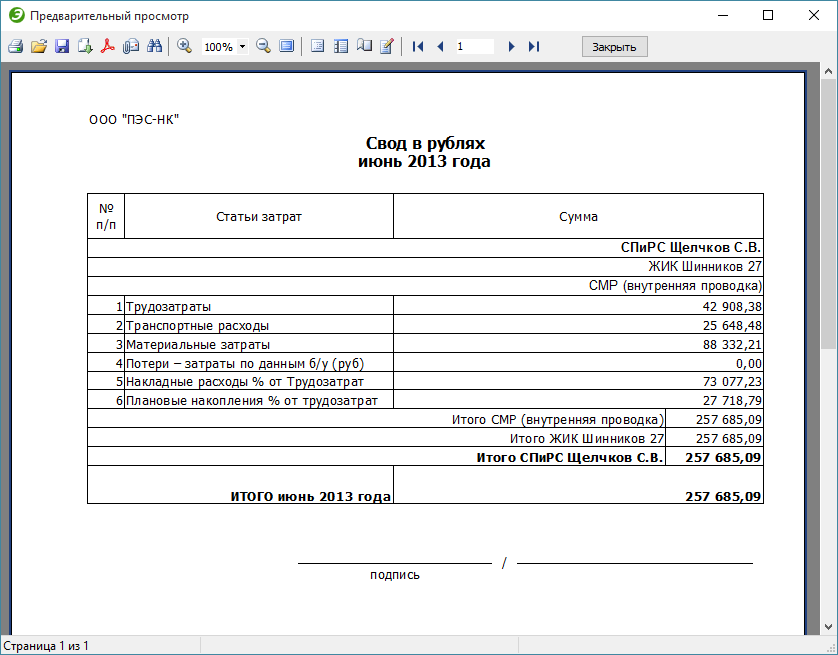 Предварительный просмотр
100%
1
Закрыть
ООО "ПЭС-НК"
Свод в рублях
июнь 2013 года
№ п/п Статьи затрат Сумма
СПиРС Щелчков С.В.
ЖИК Шинников 27
СМР (внутренняя проводка)
1 Трудозатраты 42 908,38
2 Транспортные расходы 25 648,48
3 Материальные затраты 88 332,21
4 Потери – затраты по данным б/у (руб) 0,00
5 Накладные расходы % от Трудозатрат 73 077,23
6 Плановые накопления % от трудозатрат 27 718,79
Итого СМР (внутренняя проводка) 257 685,09
Итого ЖИК Шинников 27 257 685,09
Итого СПиРС Щелчков С.В. 257 685,09
ИТОГО июнь 2013 года 257 685,09
/
подпись
Страница 1 из 1